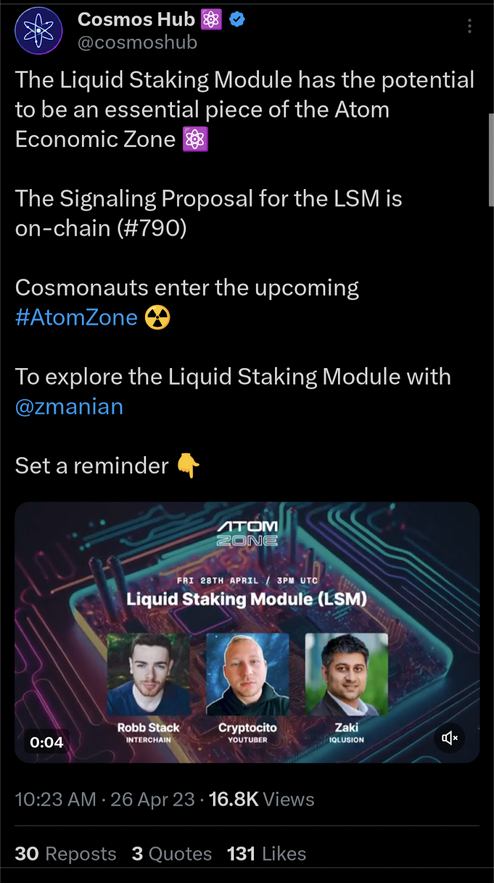 Cosmos Hub ⚛️
@cosmoshub
The Liquid Staking Module has the potential
to be an essential piece of the Atom
Economic Zone ⚛️
The Signaling Proposal for the LSM is
on-chain (#790)
Cosmonauts enter the upcoming
#AtomZone ☢️
To explore the Liquid Staking Module with
@zmanian
Set a reminder 👇
ATOM
ZONE
FRI 28TH APRIL / 3PM UTC
Liquid Staking Module (LSM)
Robb Stack Cryptocito Zaki
INTERCHAIN YOUTUBER IQLUSION
0:04
10:23 AM · 26 Apr 23 · 16.8K Views
30 Reposts 3 Quotes 131 Likes